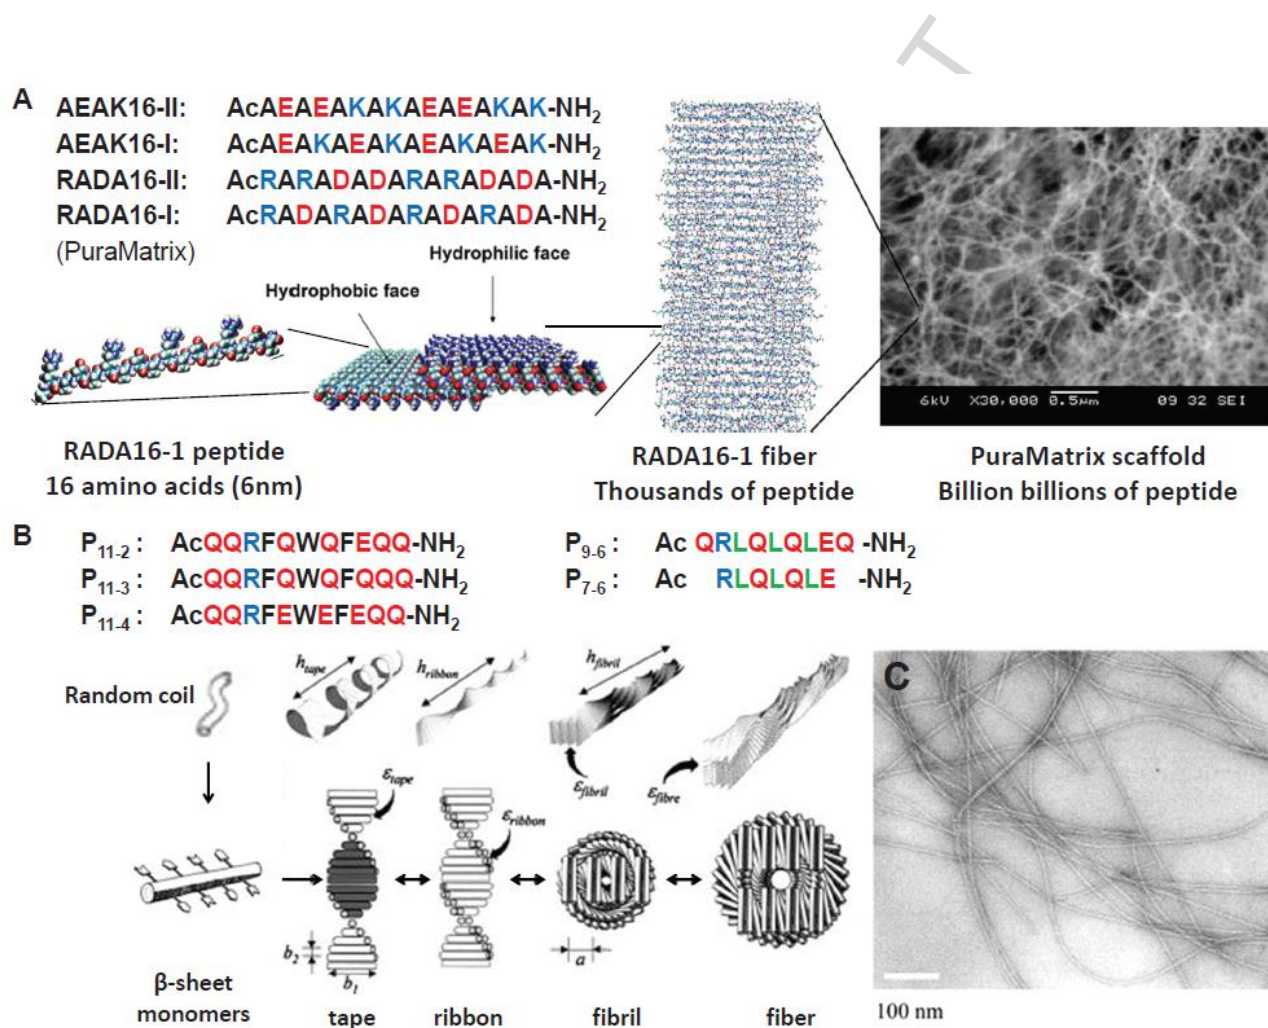 T
A
AEAK16-II: AcAEAEAKAKAEAEAKAK-NH2
AEAK16-I: AcAEAKAEAKAEAKAEAK-NH2
RADA16-II: AcRARADADARARADADA-NH2
RADA16-I: AcRADARADARADARADA-NH2
(PuraMatrix)
Hydrophilic face
Hydrophobic face
6kV X30,000 0.5μm 09 32 SEI
RADA16-1 peptide
16 amino acids (6nm)
RADA16-1 fiber
Thousands of peptide
PuraMatrix scaffold
Billion billions of peptide
B
P11-2 : AcQQRFQWQFEQQ-NH2
P11-3 : AcQQRFQWQFQQQ-NH2
P11-4 : AcQQRFEWEFEQQ-NH2
P9-6 : Ac QRLQLQLEQ -NH2
P7-6 : Ac RLQLQLE -NH2
Random coil
htape
hribbon
hfibril
εfibril
εfibre
εtape
εribbon
b2
b1
a
β-sheet
monomers
tape
ribbon
fibril
fiber
C
100 nm